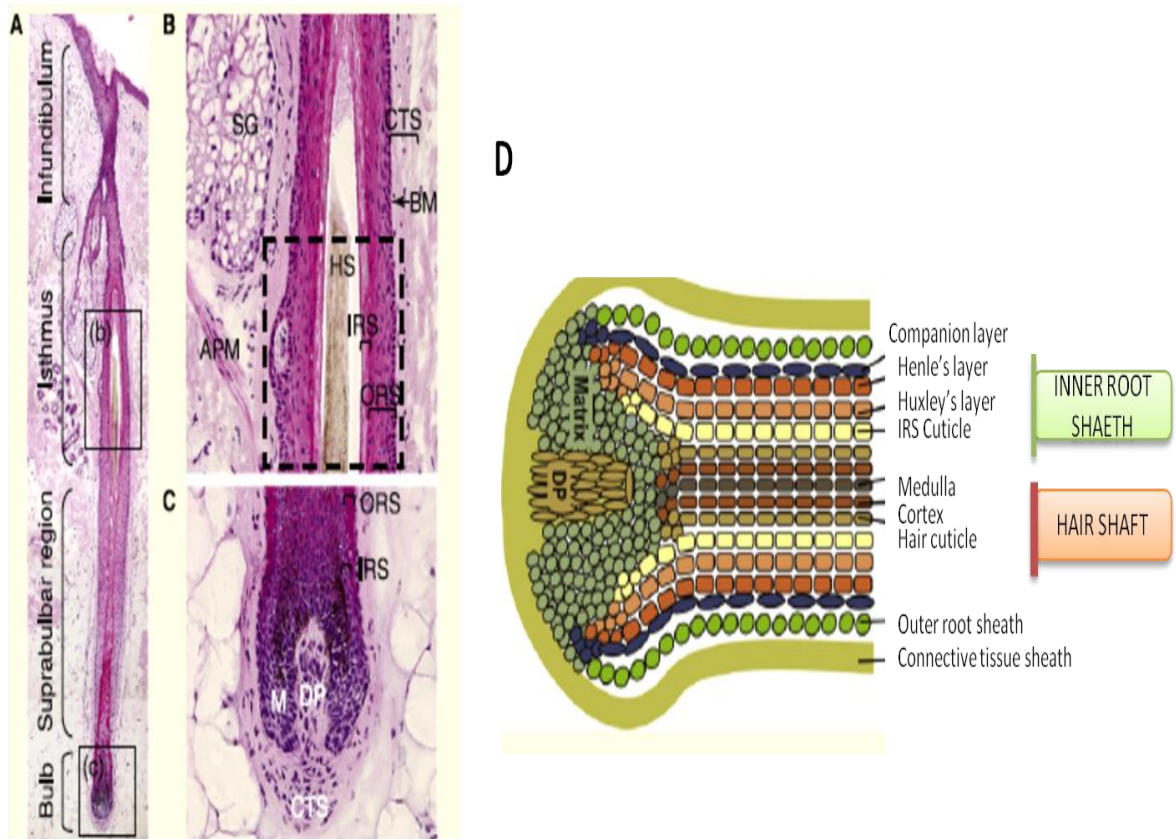 A
Infundibulum
Isthmus
(b)
Suprabulbar region
Bulb
(c)
B
SG
CTS
BM
HS
IRS
APM
ORS
C
ORS
IRS
M
DP
CTS
D
Matrix
DP
Companion layer
Henle's layer
Huxley's layer
IRS Cuticle
Medulla
Cortex
Hair cuticle
Outer root sheath
Connective tissue sheath
INNER ROOT
SHAETH
HAIR SHAFT